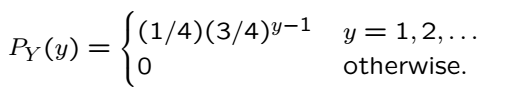 P_Y(y) = { (1/4)(3/4)^{y−1}   y = 1, 2, . . .
0   otherwise.